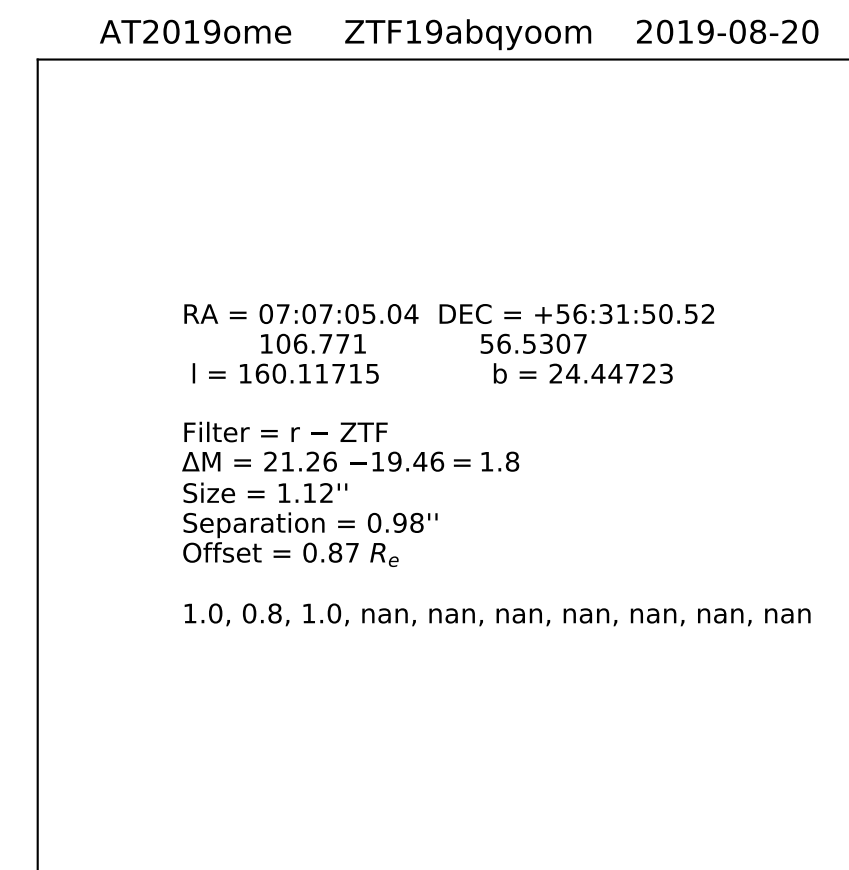 AT2019ome ZTF19abqyoom 2019-08-20
RA = 07:07:05.04 DEC = +56:31:50.52
106.771 56.5307
l = 160.11715 b = 24.44723
Filter = r − ZTF
ΔM = 21.26 −19.46 = 1.8
Size = 1.12''
Separation = 0.98''
Offset = 0.87 Rₑ
1.0, 0.8, 1.0, nan, nan, nan, nan, nan, nan, nan